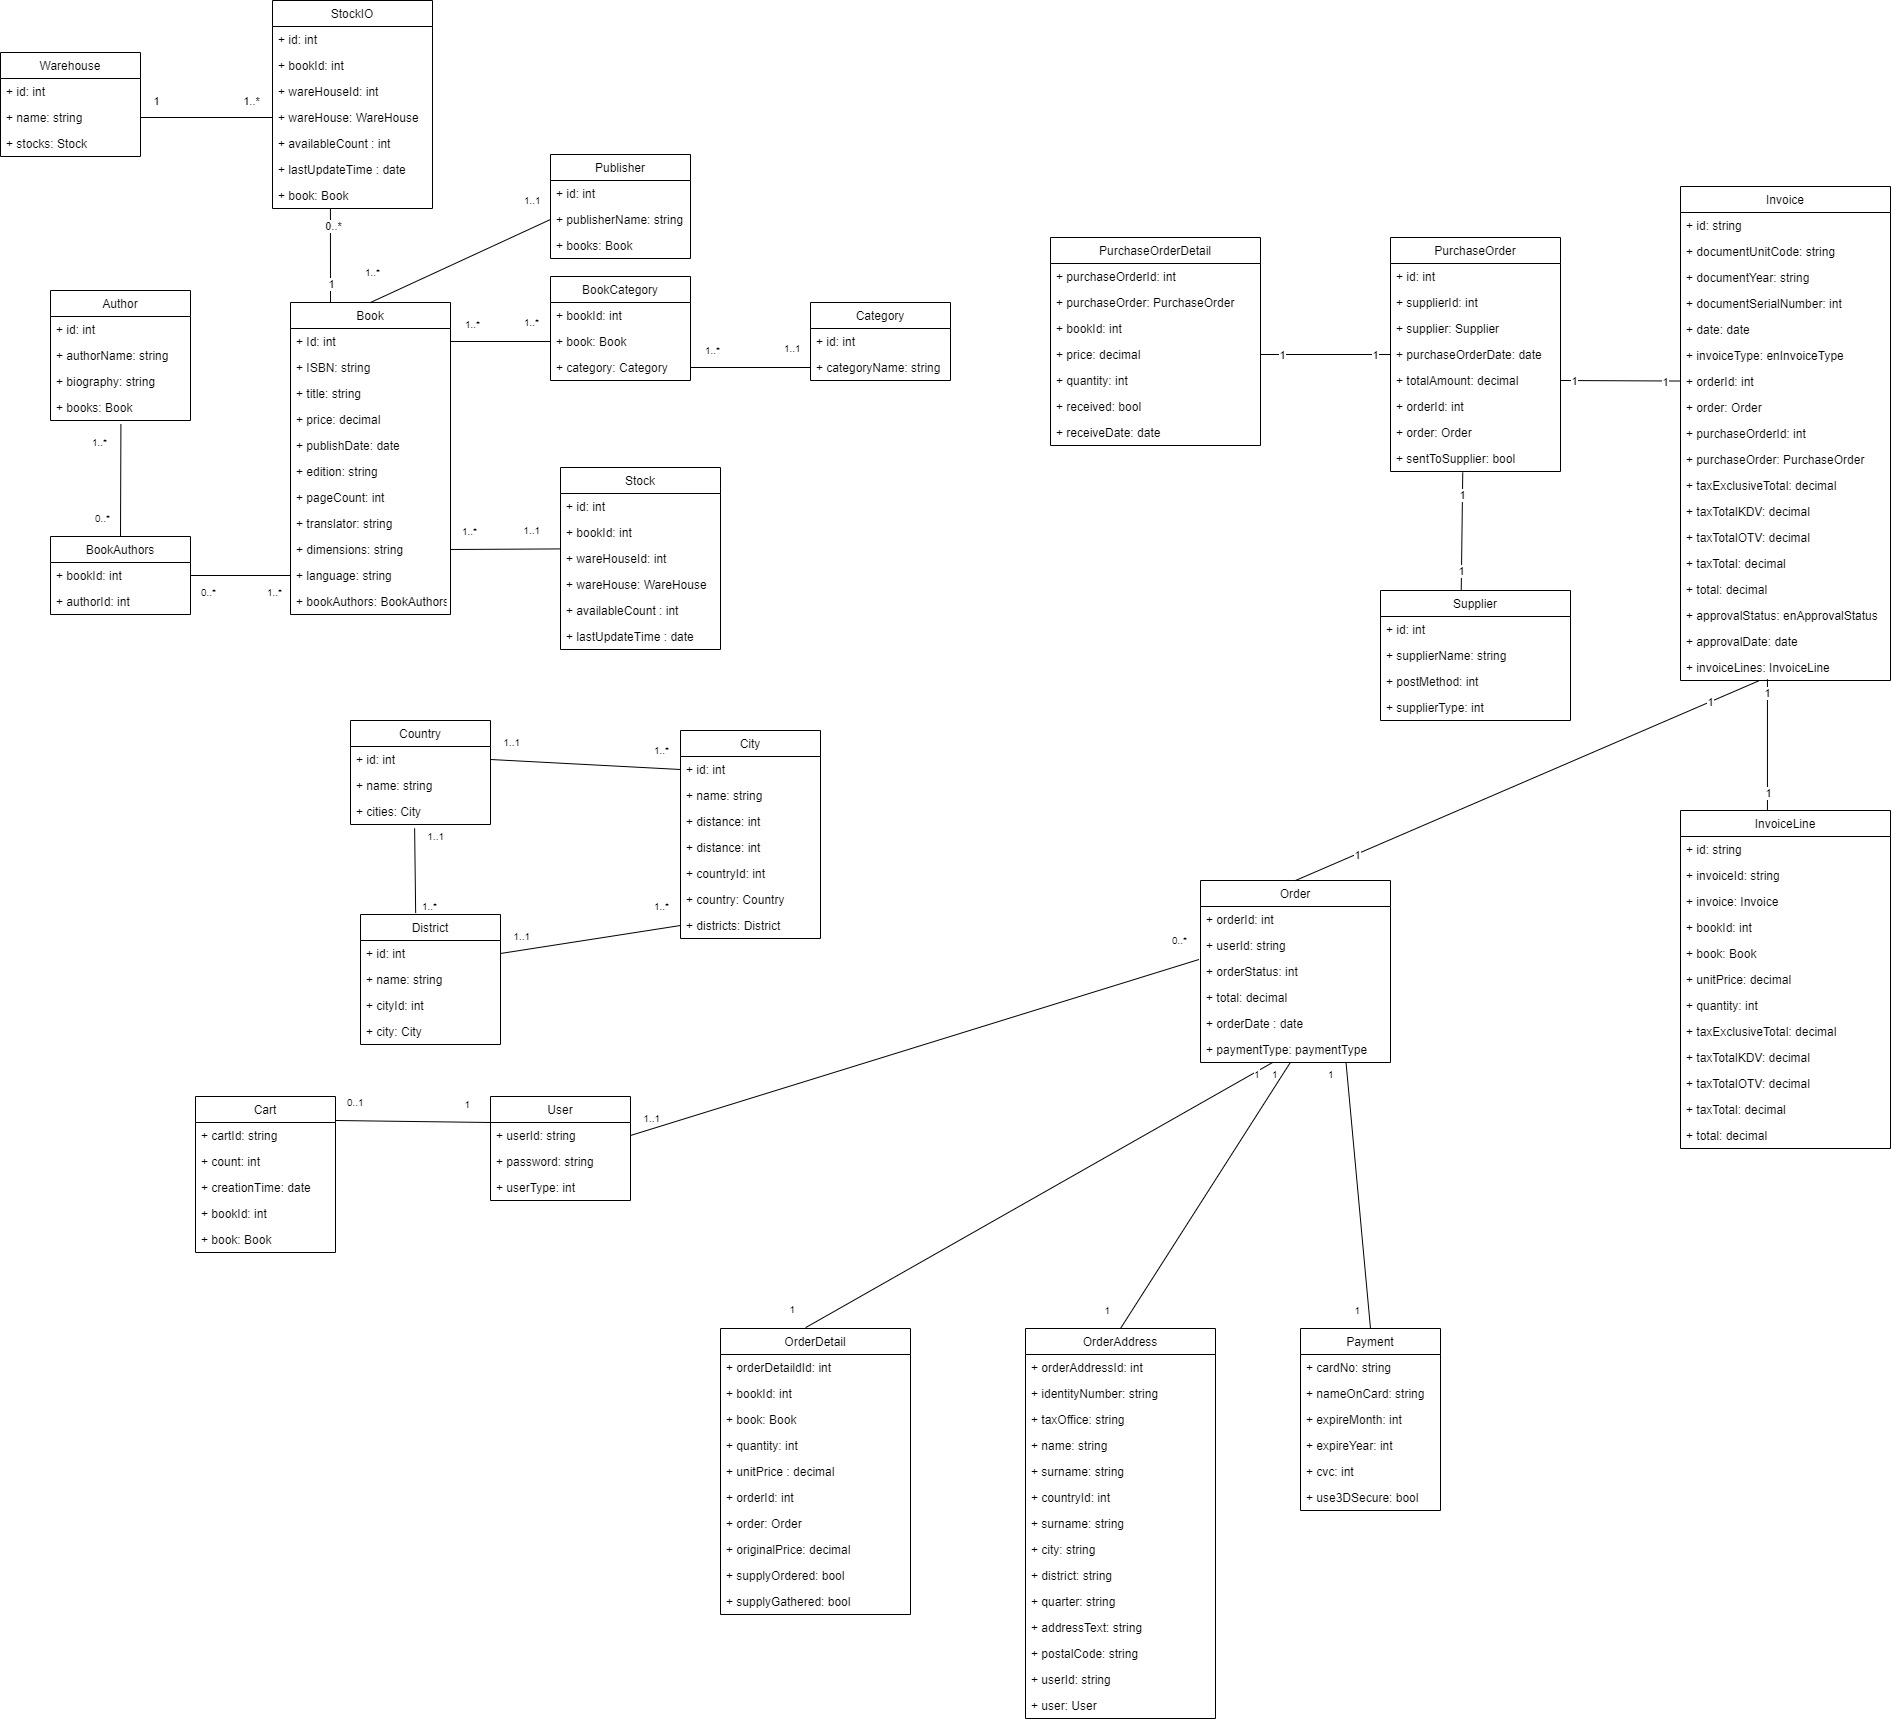 StockIO
+ id: int
+ bookId: int
+ wareHouseId: int
+ wareHouse: WareHouse
+ availableCount : int
+ lastUpdateTime : date
+ book: Book
Warehouse
+ id: int
+ name: string
+ stocks: Stock
1
1..*
0..*
1
Publisher
+ id: int
+ publisherName: string
+ books: Book
1..1
1..*
Author
+ id: int
+ authorName: string
+ biography: string
+ books: Book
1..*
0..*
BookAuthors
+ bookId: int
+ authorId: int
0..*
1..*
Book
+ Id: int
+ ISBN: string
+ title: string
+ price: decimal
+ publishDate: date
+ edition: string
+ pageCount: int
+ translator: string
+ dimensions: string
+ language: string
+ bookAuthors: BookAuthors
1..*
1..*
BookCategory
+ bookId: int
+ book: Book
+ category: Category
1..*
1..1
Category
+ id: int
+ categoryName: string
1..*
1..1
Stock
+ id: int
+ bookId: int
+ wareHouseId: int
+ wareHouse: WareHouse
+ availableCount : int
+ lastUpdateTime : date
PurchaseOrderDetail
+ purchaseOrderId: int
+ purchaseOrder: PurchaseOrder
+ bookId: int
+ price: decimal
+ quantity: int
+ received: bool
+ receiveDate: date
1
1
PurchaseOrder
+ id: int
+ supplierId: int
+ supplier: Supplier
+ purchaseOrderDate: date
+ totalAmount: decimal
+ orderId: int
+ order: Order
+ sentToSupplier: bool
1
1
1
1
Supplier
+ id: int
+ supplierName: string
+ postMethod: int
+ supplierType: int
Invoice
+ id: string
+ documentUnitCode: string
+ documentYear: string
+ documentSerialNumber: int
+ date: date
+ invoiceType: enInvoiceType
+ orderId: int
+ order: Order
+ purchaseOrderId: int
+ purchaseOrder: PurchaseOrder
+ taxExclusiveTotal: decimal
+ taxTotalKDV: decimal
+ taxTotalOTV: decimal
+ taxTotal: decimal
+ total: decimal
+ approvalStatus: enApprovalStatus
+ approvalDate: date
+ invoiceLines: InvoiceLine
1
1
1
1
InvoiceLine
+ id: string
+ invoiceId: string
+ invoice: Invoice
+ bookId: int
+ book: Book
+ unitPrice: decimal
+ quantity: int
+ taxExclusiveTotal: decimal
+ taxTotalKDV: decimal
+ taxTotalOTV: decimal
+ taxTotal: decimal
+ total: decimal
Country
+ id: int
+ name: string
+ cities: City
1..1
1..*
1..1
1..*
City
+ id: int
+ name: string
+ distance: int
+ distance: int
+ countryId: int
+ country: Country
+ districts: District
1..*
1..1
District
+ id: int
+ name: string
+ cityId: int
+ city: City
Order
+ orderId: int
+ userId: string
+ orderStatus: int
+ total: decimal
+ orderDate : date
+ paymentType: paymentType
0..*
1..1
Cart
+ cartId: string
+ count: int
+ creationTime: date
+ bookId: int
+ book: Book
0..1
1
User
+ userId: string
+ password: string
+ userType: int
1
1
1
1
1
1
OrderDetail
+ orderDetaildId: int
+ bookId: int
+ book: Book
+ quantity: int
+ unitPrice : decimal
+ orderId: int
+ order: Order
+ originalPrice: decimal
+ supplyOrdered: bool
+ supplyGathered: bool
OrderAddress
+ orderAddressId: int
+ identityNumber: string
+ taxOffice: string
+ name: string
+ surname: string
+ countryId: int
+ surname: string
+ city: string
+ district: string
+ quarter: string
+ addressText: string
+ postalCode: string
+ userId: string
+ user: User
Payment
+ cardNo: string
+ nameOnCard: string
+ expireMonth: int
+ expireYear: int
+ cvc: int
+ use3DSecure: bool